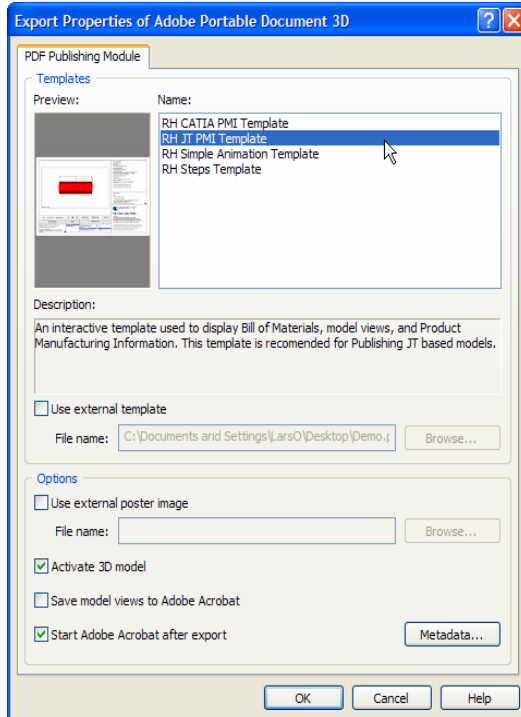 Export Properties of Adobe Portable Document 3D
PDF Publishing Module
Templates
Preview:
Name:
RH CATIA PMI Template
RH JT PMI Template
RH Simple Animation Template
RH Steps Template
Description:
An interactive template used to display Bill of Materials, model views, and Product
Manufacturing Information. This template is recomended for Publishing JT based models.
Use external template
File name: C:\Documents and Settings\LarsO\Desktop\Demo.p Browse...
Options
Use external poster image
File name: Browse...
Activate 3D model
Save model views to Adobe Acrobat
Start Adobe Acrobat after export
Metadata...
OK Cancel Help